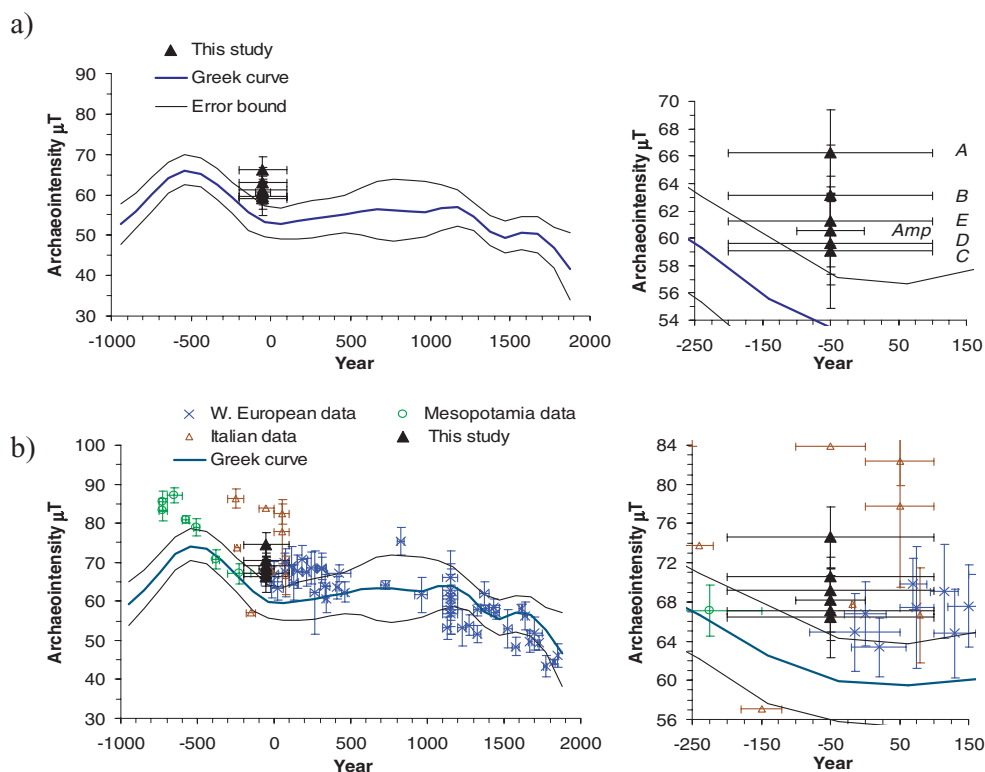 a)
This study
Greek curve
Error bound
Archaeointensity µT
90
80
70
60
50
40
30
-1000 -500 0 500 1000 1500 2000
Year
Archaeointensity µT
70
68
66
64
62
60
58
56
54
A
B
E
Amp
D
C
-250 -150 -50 50 150
Year
b)
W. European data
Mesopotamia data
Italian data
This study
Greek curve
Archaeointensity µT
100
90
80
70
60
50
40
30
-1000 -500 0 500 1000 1500 2000
Year
Archaeointensity µT
84
80
76
72
68
64
60
56
-250 -150 -50 50 150
Year